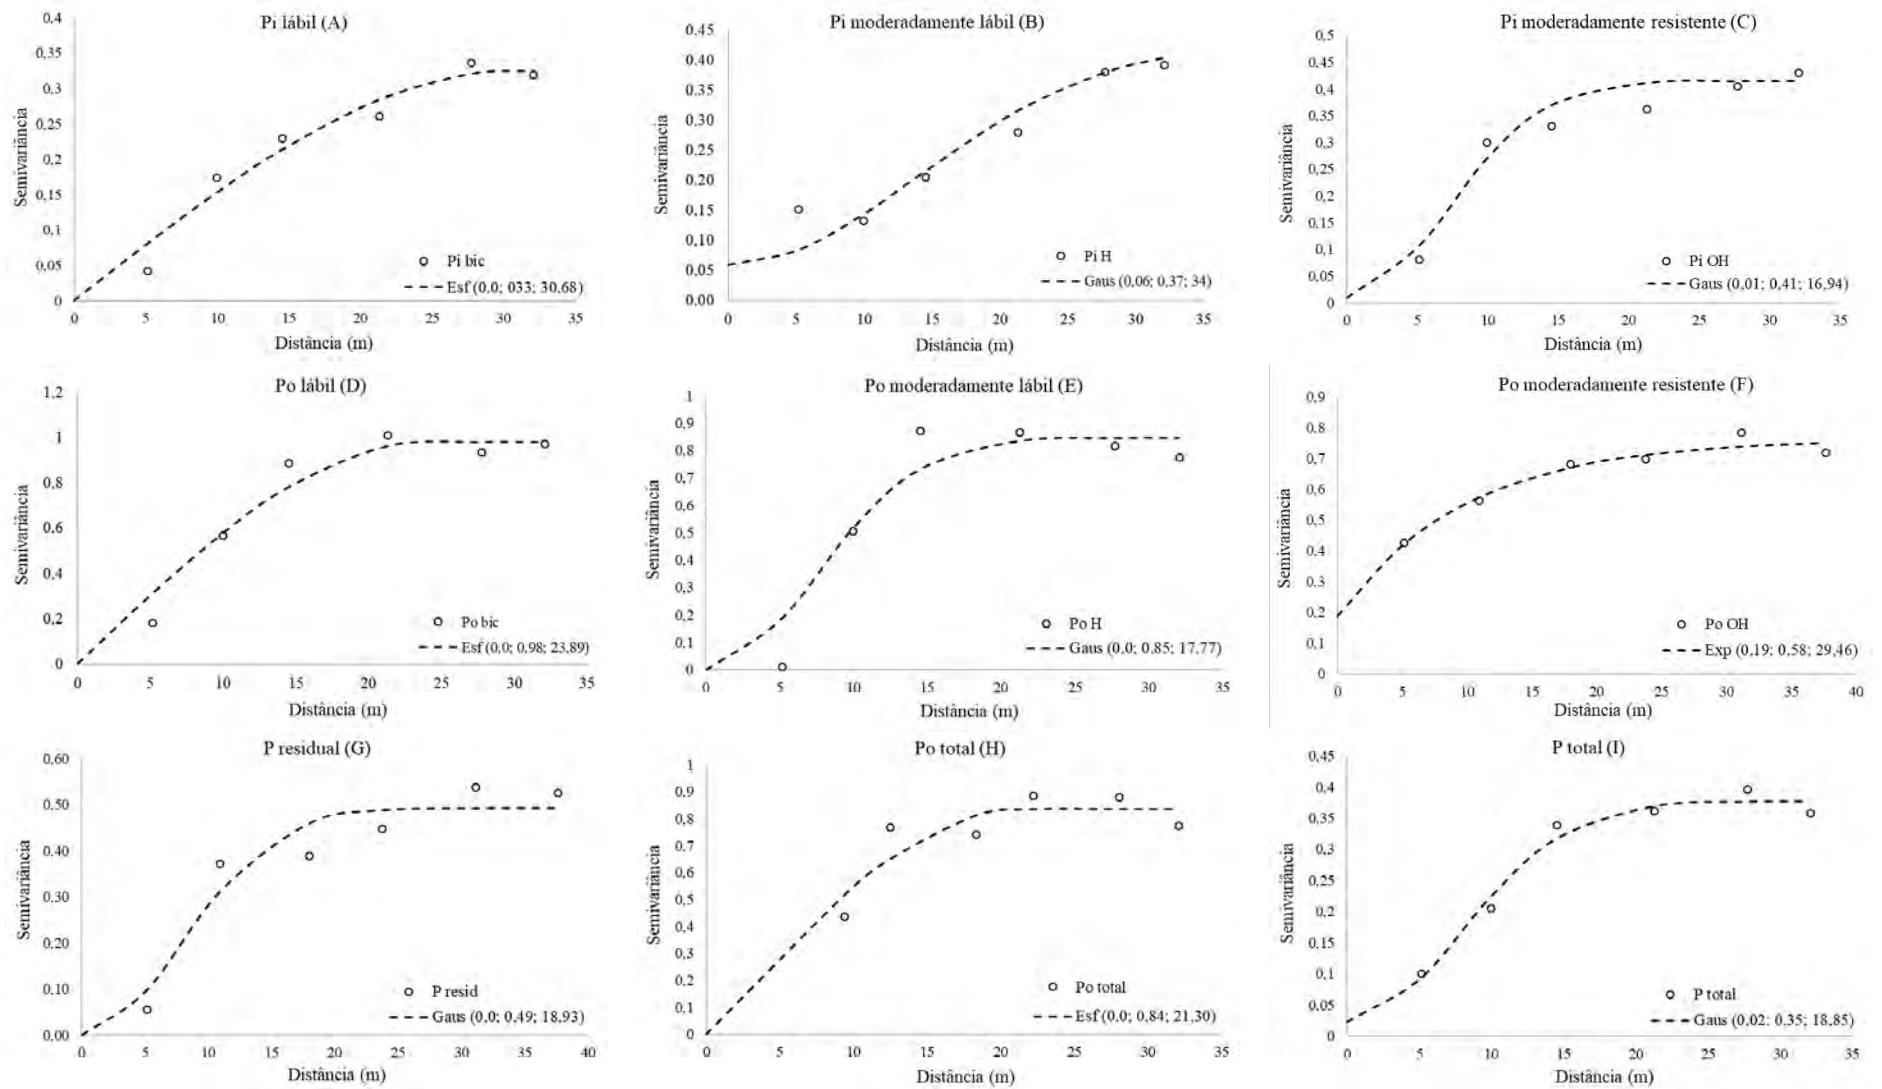 Pi lábil (A)
Semivariância
0,4
0,35
0,3
0,25
0,2
0,15
0,1
0,05
0
Pi bic
Esf (0.0; 033; 30.68)
0 5 10 15 20 25 30 35
Distância (m)
Pi moderadamente lábil (B)
Semivariância
0,45
0,40
0,35
0,30
0,25
0,20
0,15
0,10
0,05
0,00
Pi H
Gaus (0,06; 0,37; 34)
0 5 10 15 20 25 30 35
Distância (m)
Pi moderadamente resistente (C)
Semivariância
0,5
0,45
0,4
0,35
0,3
0,25
0,2
0,15
0,1
0,05
0
Pi OH
Gaus (0,01; 0,41; 16,94)
0 5 10 15 20 25 30 35
Distância (m)
Po lábil (D)
Semivariância
1,2
1
0,8
0,6
0,4
0,2
0
Po bic
Esf (0.0; 0.98; 23.89)
0 5 10 15 20 25 30 35
Distância (m)
Po moderadamente lábil (E)
Semivariância
1
0,9
0,8
0,7
0,6
0,5
0,4
0,3
0,2
0,1
0
Po H
Gaus (0.0; 0.85; 17.77)
0 5 10 15 20 25 30 35
Distância (m)
Po moderadamente resistente (F)
Semivariância
0,9
0,8
0,7
0,6
0,5
0,4
0,3
0,2
0,1
0
Po OH
Exp (0,19; 0,58; 29,46)
0 5 10 15 20 25 30 35 40
Distância (m)
P residual (G)
Semivariância
0,60
0,50
0,40
0,30
0,20
0,10
0,00
P resid
Gaus (0,0; 0,49; 18,93)
0 5 10 15 20 25 30 35 40
Distância (m)
Po total (H)
Semivariância
1
0,9
0,8
0,7
0,6
0,5
0,4
0,3
0,2
0,1
0
Po total
Esf (0.0; 0,84; 21,30)
0 5 10 15 20 25 30 35
Distância (m)
P total (I)
Semivariância
0,45
0,4
0,35
0,3
0,25
0,2
0,15
0,1
0,05
0
P total
Gaus (0,02; 0,35; 18,85)
0 5 10 15 20 25 30 35
Distância (m)